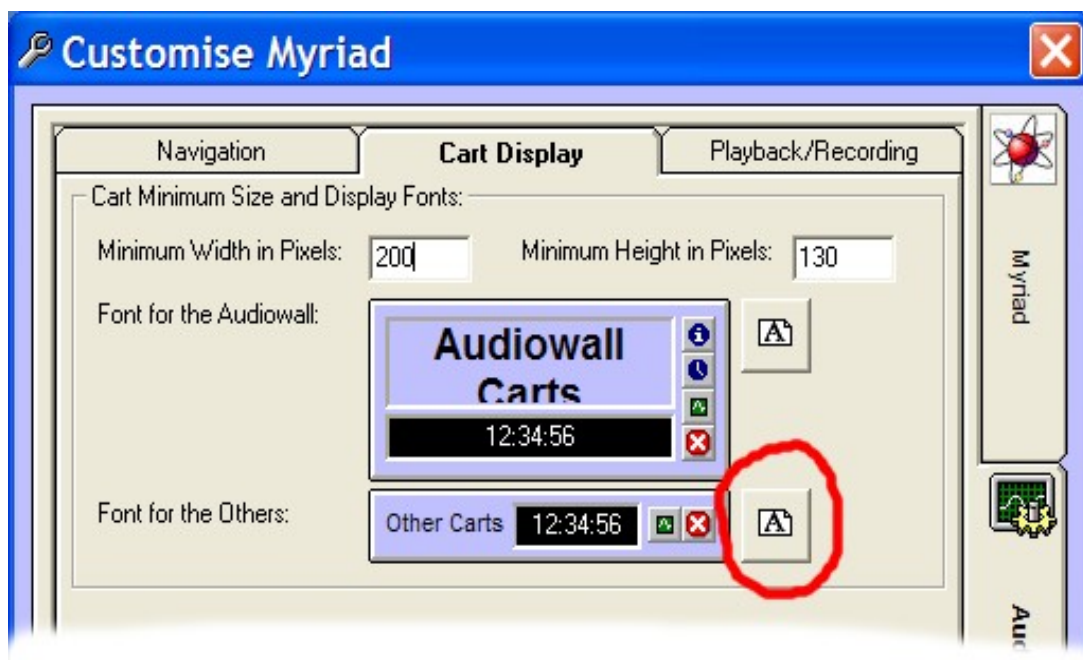 Customise Myriad
Navigation
Cart Display
Playback/Recording
Cart Minimum Size and Display Fonts:
Minimum Width in Pixels:
200
Minimum Height in Pixels:
130
Font for the Audiowall:
Audiowall
Carts
12:34:56
A
Font for the Others:
Other Carts
12:34:56
A
Myriad